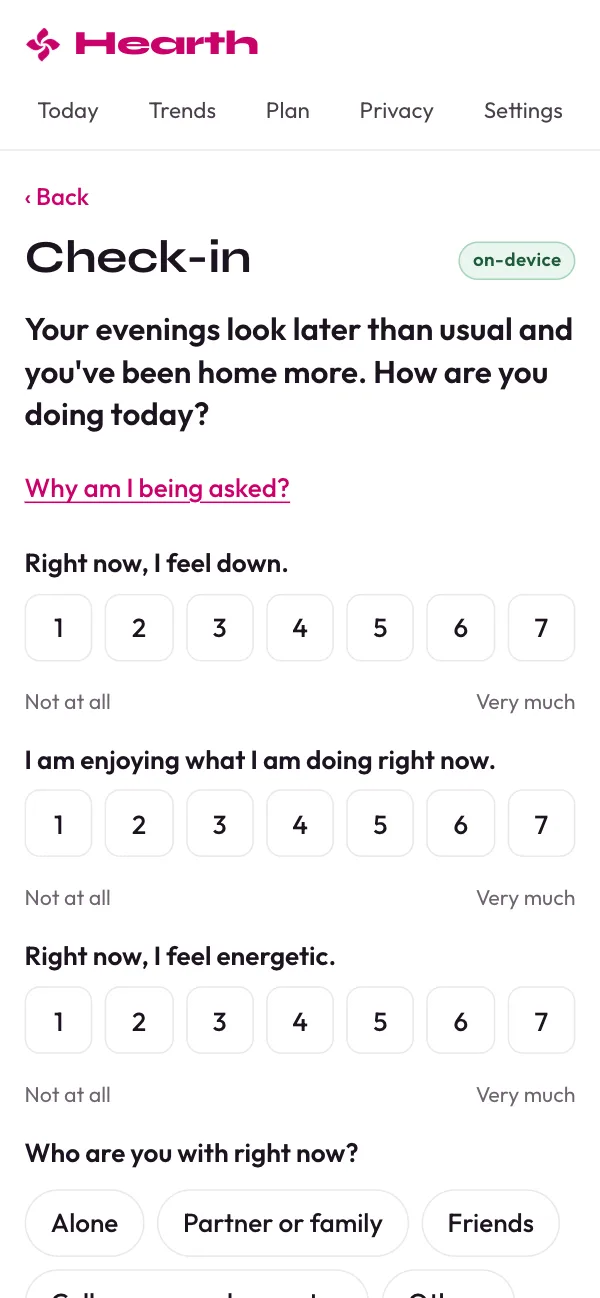 Hearth
Today Trends Plan Privacy Settings
‹ Back
Check-in
on-device
Your evenings look later than usual and
you've been home more. How are you
doing today?
Why am I being asked?
Right now, I feel down.
1 2 3 4 5 6 7
Not at all Very much
I am enjoying what I am doing right now.
1 2 3 4 5 6 7
Not at all Very much
Right now, I feel energetic.
1 2 3 4 5 6 7
Not at all Very much
Who are you with right now?
Alone Partner or family Friends